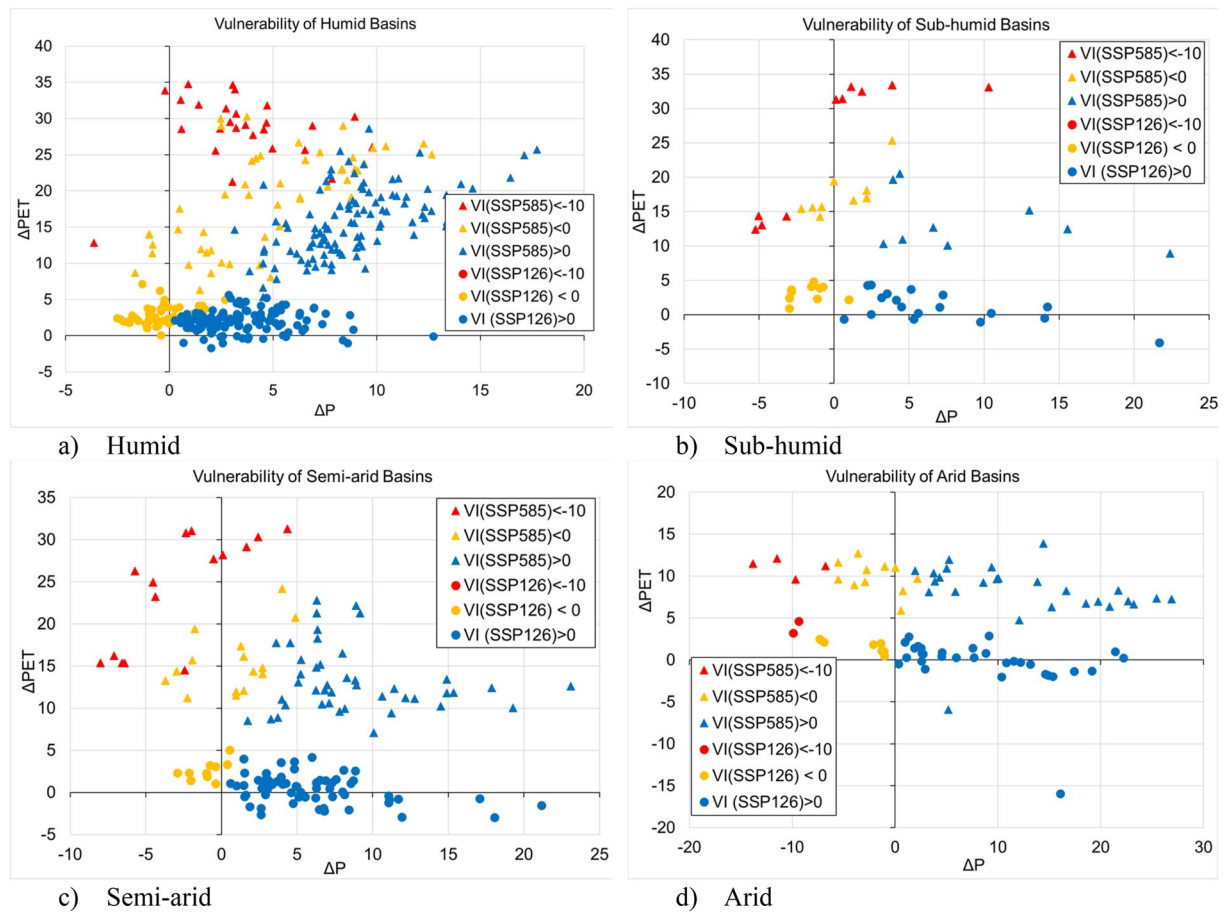 Vulnerability of Humid Basins
40
35
30
25
20
15
10
5
0
5
-5
0
5
10
15
20
ΔPET
ΔP
VI(SSP585)<-10
VI(SSP585)<0
VI(SSP585)>0
VI(SSP126)<-10
VI(SSP126) < 0
VI (SSP126)>0
a) Humid
Vulnerability of Sub-humid Basins
40
35
30
25
20
15
10
5
0
-5
-10
-10
-5
0
5
10
15
20
25
ΔPET
ΔP
VI(SSP585)<-10
VI(SSP585)<0
VI(SSP585)>0
VI(SSP126)<-10
VI(SSP126) < 0
VI (SSP126)>0
b) Sub-humid
Vulnerability of Semi-arid Basins
35
30
25
20
15
10
5
0
-5
-10
-5
0
5
10
15
20
25
ΔPET
ΔP
VI(SSP585)<-10
VI(SSP585)<0
VI(SSP585)>0
VI(SSP126)<-10
VI(SSP126) < 0
VI (SSP126)>0
c) Semi-arid
Vulnerability of Arid Basins
20
15
10
5
0
-5
-10
-15
-20
-20
-10
0
10
20
30
ΔPET
ΔP
VI(SSP585)<-10
VI(SSP585)<0
VI(SSP585)>0
VI(SSP126)<-10
VI(SSP126) < 0
VI (SSP126)>0
d) Arid